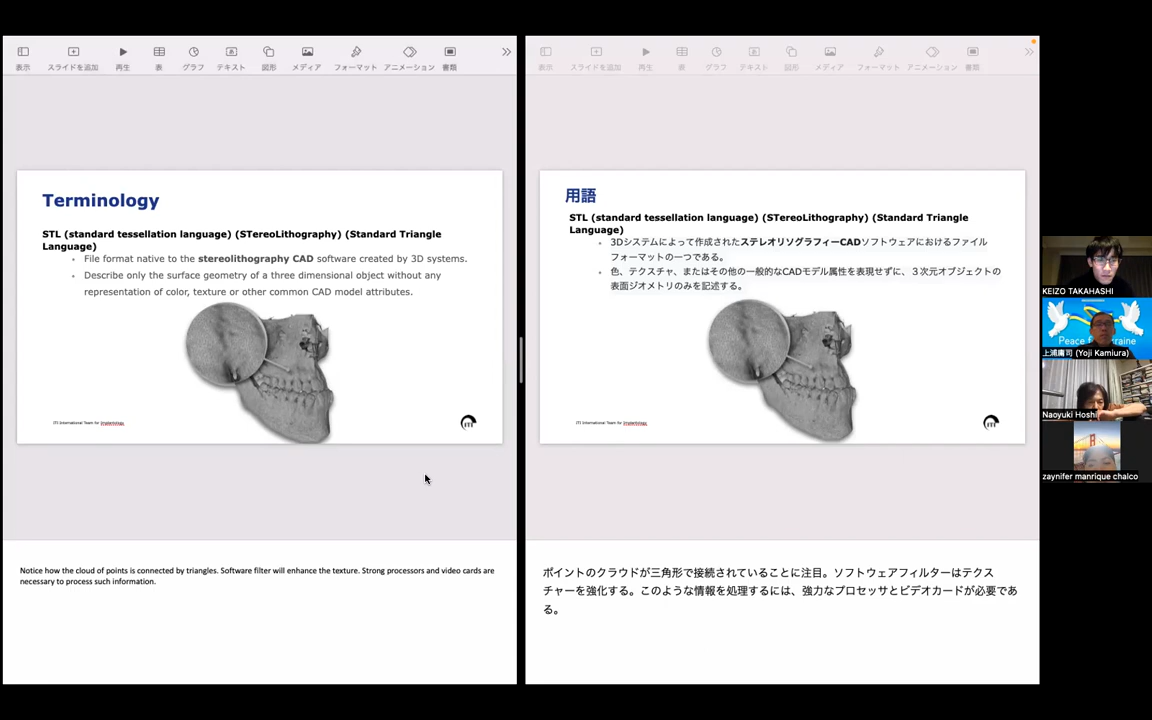 表示
スライドを追加
再生
表
グラフ
テキスト
図形
メディア
フォーマット
アニメーション
書類
Terminology
STL (standard tessellation language) (STereoLithography) (Standard Triangle
Language)
File format native to the stereolithography CAD software created by 3D systems.
Describe only the surface geometry of a three dimensional object without any
representation of color, texture or other common CAD model attributes.
ITI International Team for Implantology
ITI
Notice how the cloud of points is connected by triangles. Software filter will enhance the texture. Strong processors and video cards are
necessary to process such information.
表示
スライドを追加
再生
表
グラフ
テキスト
図形
メディア
フォーマット
アニメーション
書類
用語
STL (standard tessellation language) (STereoLithography) (Standard Triangle
Language)
3Dシステムによって作成されたステレオリソグラフィーCADソフトウェアにおけるファイル
フォーマットの一つである。
色、テクスチャ、またはその他の一般的なCADモデル属性を表現せずに、３次元オブジェクトの
表面ジオメトリのみを記述する。
ITI International Team for Implantology
ITI
ポイントのクラウドが三角形で接続されていることに注目。ソフトウェアフィルターはテクス
チャーを強化する。このような情報を処理するには、強力なプロセッサとビデオカードが必要であ
る。
KEIZO TAKAHASHI
Peace
raine
上浦庸司 (Yoji Kamiura)
Naoyuki Hoshi
zaynifer manrique chalco